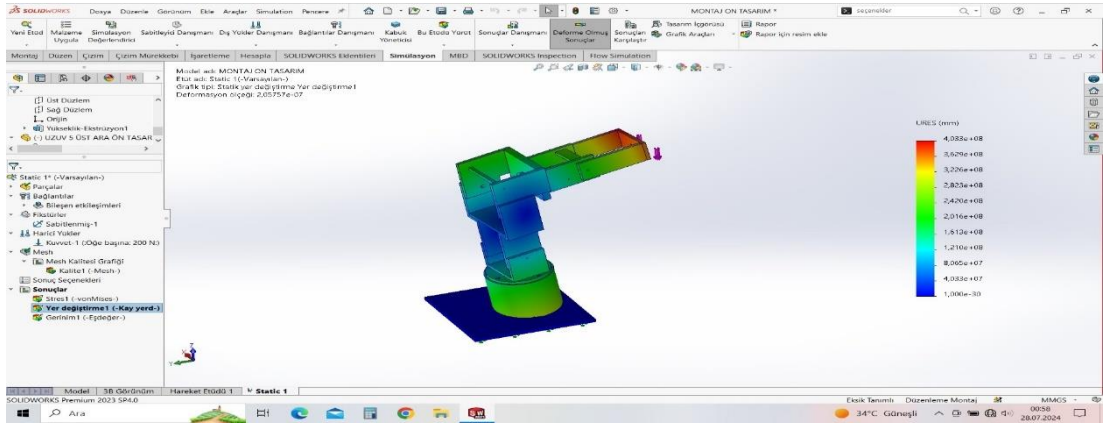 SOLIDWORKS Dosya Düzenle Görünüm Ekle Araçlar Simulation Pencere
MONTAJ ON TASARIM *
seçenekler
Yeni Etod Malzeme Uygula Simülasyon Değerlendirici Sabitleyici Danışmanı Dış Yükler Danışmanı Bağlantılar Danışmanı Kabuk Yöneticisi Bu Etodu Yürüt Sonuçlar Danışmanı Deforme Olmuş Sonuçlar Sonuçları Karşılaştır Tasarım İçgörüsü Grafik Araçları Rapor Rapor için resim ekle
Montaj Düzen Çizim Çizim Mürekkebi İşaretleme Hesapla SOLIDWORKS Eklentileri Simülasyon MBD SOLIDWORKS Inspection Flow Simulation
Model adı: MONTAJ ON TASARIM
Etüt adı: Static 1(-Varsayılan-)
Grafik tipi: Statik yer değiştirme Yer değiştirme1
Deformasyon ölçeği: 2,05757e-07
Üst Düzlem
Sağ Düzlem
Orijin
Yükseklik-Ekstrüzyon1
(-) UZUV 5 ÜST ARA ÖN TASAR
Static 1* (-Varsayılan-)
Parçalar
Bağlantılar
Bileşen etkileşimleri
Fikstürler
Sabitlenmiş-1
Harici Yükler
Kuvvet-1 (:Öğe başına: 200 N:)
Mesh
Mesh Kalitesi Grafiği
Kalite1 (-Mesh-)
Sonuç Seçenekleri
Sonuçlar
Stres1 (-vonMises-)
Yer değiştirme1 (-Kay yerd-)
Gerinim1 (-Eşdeğer-)
URES (mm)
4,033e+08
3,629e+08
3,226e+08
2,823e+08
2,420e+08
2,016e+08
1,613e+08
1,210e+08
8,065e+07
4,033e+07
1,000e-30
Model 3B Görünüm Hareket Etüdü 1 Static 1
SOLIDWORKS Premium 2023 SP4.0
Eksik Tanımlı Düzenleme Montaj MMGS
Ara
34°C Güneşli
00:58
28.07.2024